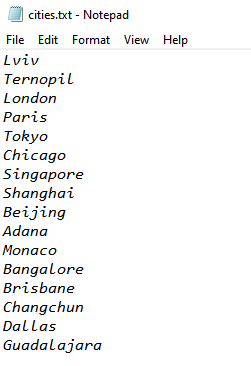 cities.txt - Notepad
File Edit Format View Help
Lviv
Ternopil
London
Paris
Tokyo
Chicago
Singapore
Shanghai
Beijing
Adana
Monaco
Bangalore
Brisbane
Changchun
Dallas
Guadalajara